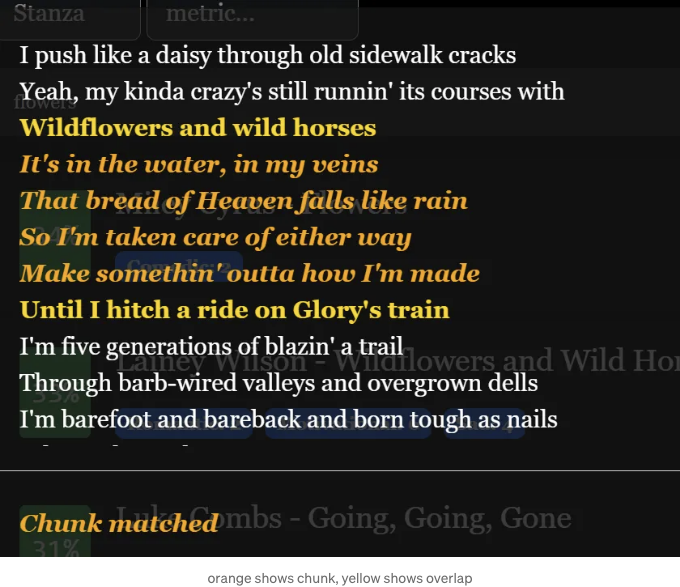 Stanza
metric...
I push like a daisy through old sidewalk cracks
flowers
Yeah, my kinda crazy's still runnin' its courses with
Wildflowers and wild horses
It's in the water, in my veins
That bread of Heaven falls like rain
Miley Cyrus - Flowers
So I'm taken care of either way
Make somethin' outta how I'm made
Until I hitch a ride on Glory's train
I'm five generations of blazin' a trail
Lainey Wilson - Wildflowers and Wild Hor
Through barb-wired valleys and overgrown dells
33%
I'm barefoot and bareback and born tough as nails
Chunk matched
Luke Combs - Going, Going, Gone
31%
orange shows chunk, yellow shows overlap